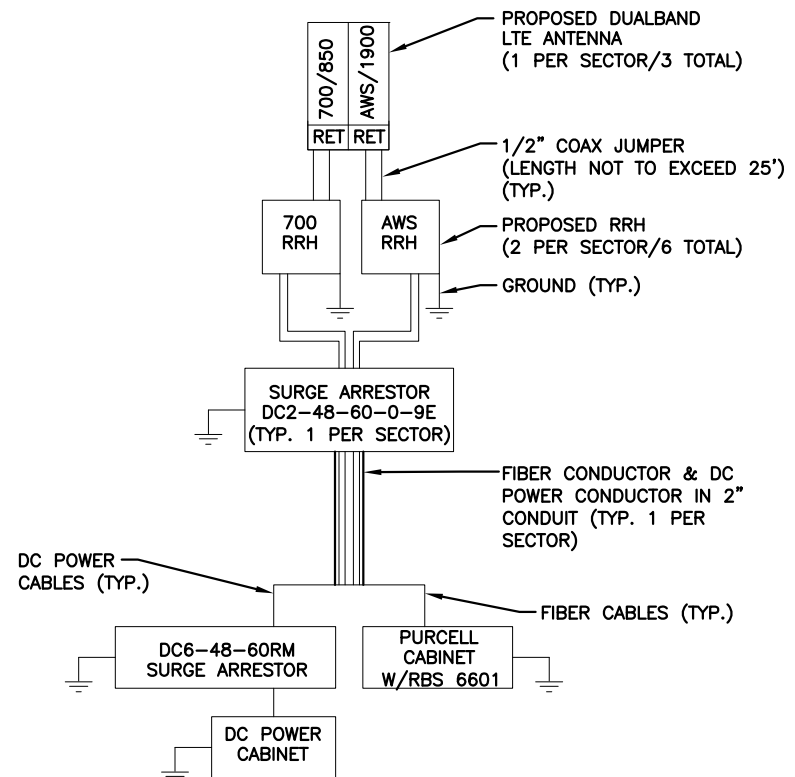 PROPOSED DUALBAND
LTE ANTENNA
(1 PER SECTOR/3 TOTAL)
700/850
AWS/1900
RET RET
1/2" COAX JUMPER
(LENGTH NOT TO EXCEED 25')
(TYP.)
700
RRH
AWS
RRH
PROPOSED RRH
(2 PER SECTOR/6 TOTAL)
GROUND (TYP.)
SURGE ARRESTOR
DC2-48-60-0-9E
(TYP. 1 PER SECTOR)
FIBER CONDUCTOR & DC
POWER CONDUCTOR IN 2"
CONDUIT (TYP. 1 PER
SECTOR)
DC POWER
CABLES (TYP.)
FIBER CABLES (TYP.)
DC6-48-60RM
SURGE ARRESTOR
PURCELL
CABINET
W/RBS 6601
DC POWER
CABINET